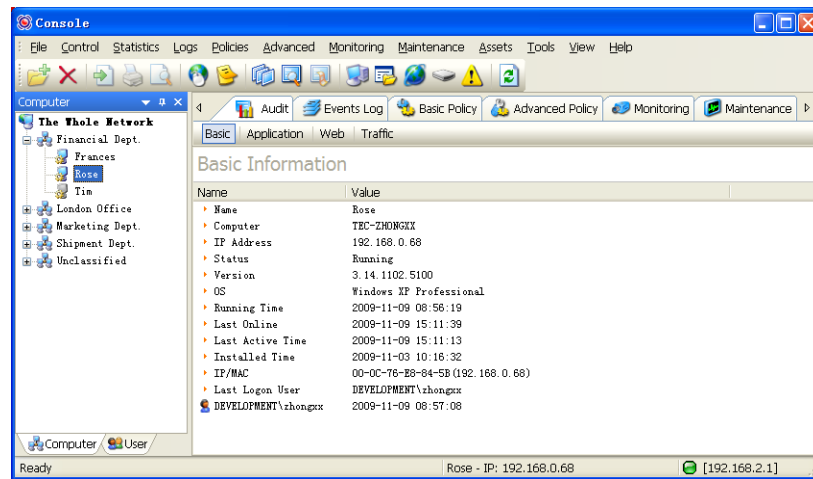 Console
File Control Statistics Logs Policies Advanced Monitoring Maintenance Assets Tools View Help
Computer
The Whole Network
Financial Dept.
Frances
Rose
Tim
London Office
Marketing Dept.
Shipment Dept.
Unclassified
Computer User
Audit Events Log Basic Policy Advanced Policy Monitoring Maintenance
Basic Application Web Traffic
Basic Information
Name Value
Name Rose
Computer TEC-ZHONGXX
IP Address 192.168.0.68
Status Running
Version 3.14.1102.5100
OS Windows XP Professional
Running Time 2009-11-09 08:56:19
Last Online 2009-11-09 15:11:39
Last Active Time 2009-11-09 15:11:13
Installed Time 2009-11-03 10:16:32
IP/MAC 00-0C-76-E8-84-5B(192.168.0.68)
Last Logon User DEVELOPMENT\zhongxx
DEVELOPMENT\zhongxx 2009-11-09 08:57:08
Ready Rose - IP: 192.168.0.68 [192.168.2.1]